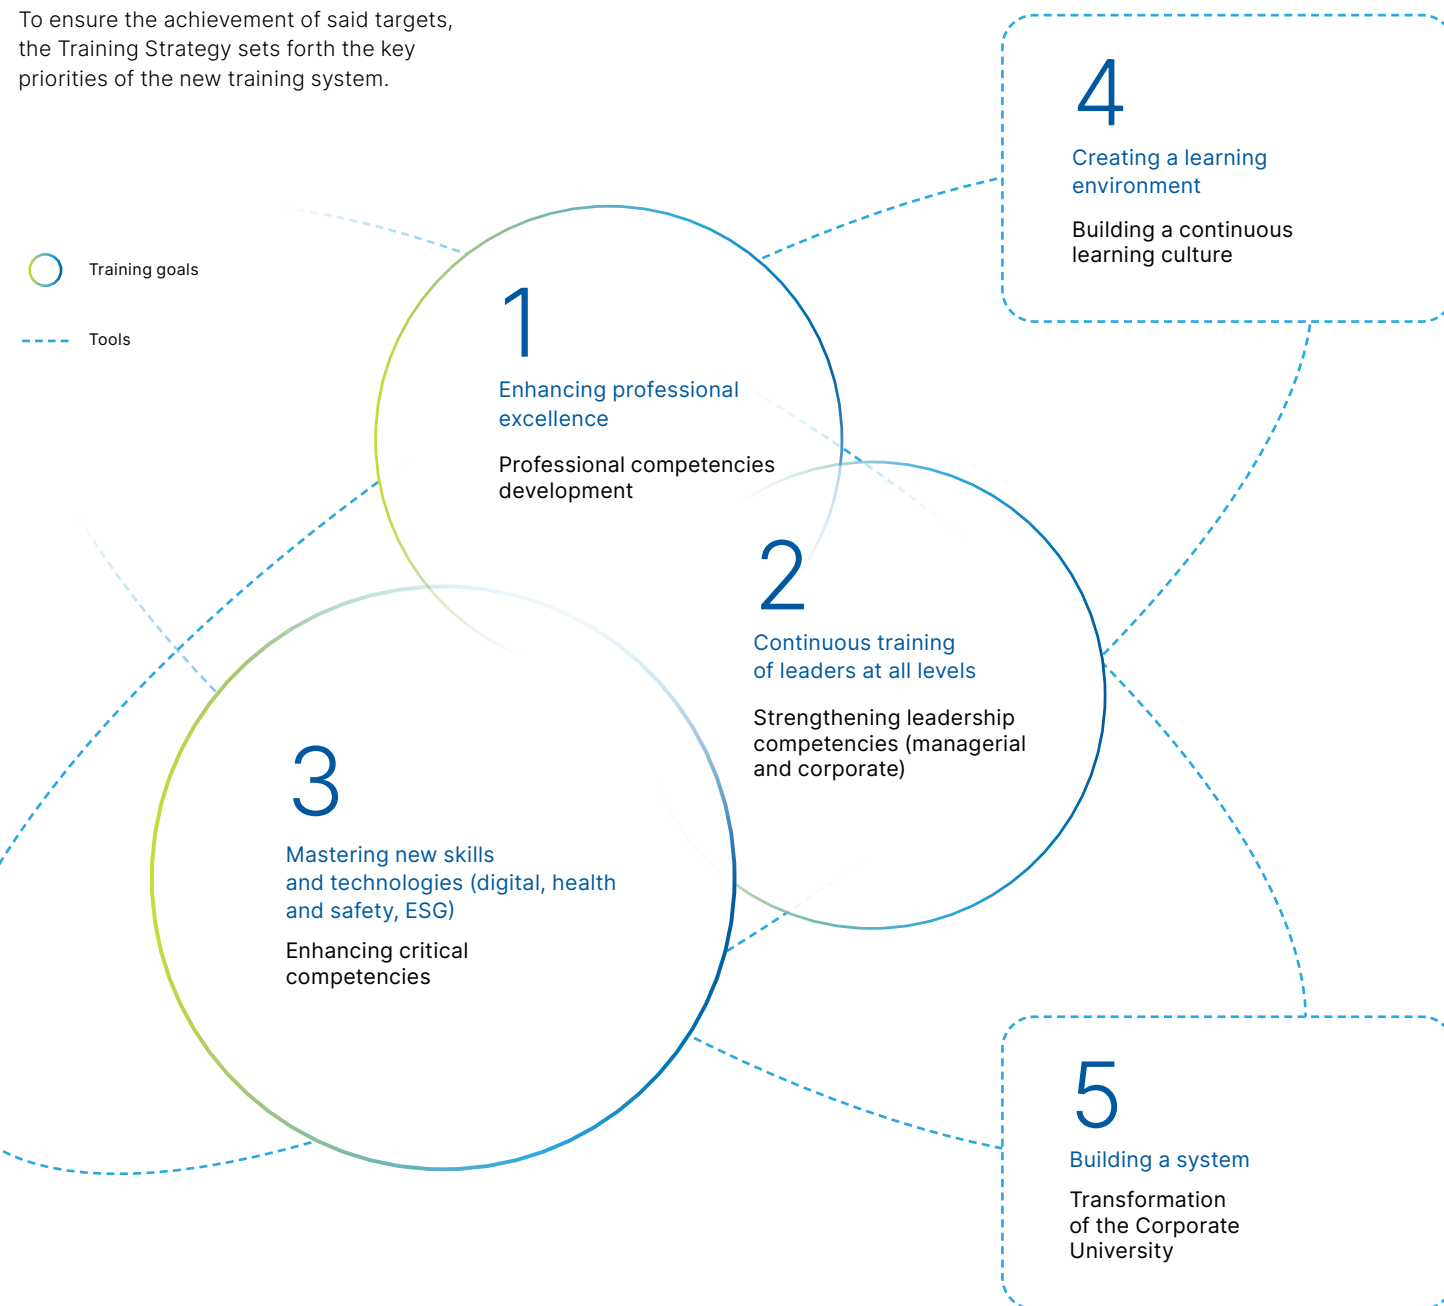 To ensure the achievement of said targets,
the Training Strategy sets forth the key
priorities of the new training system.
Training goals
Tools
1
Enhancing professional
excellence
Professional competencies
development
2
Continuous training
of leaders at all levels
Strengthening leadership
competencies (managerial
and corporate)
3
Mastering new skills
and technologies (digital, health
and safety, ESG)
Enhancing critical
competencies
4
Creating a learning
environment
Building a continuous
learning culture
5
Building a system
Transformation
of the Corporate
University